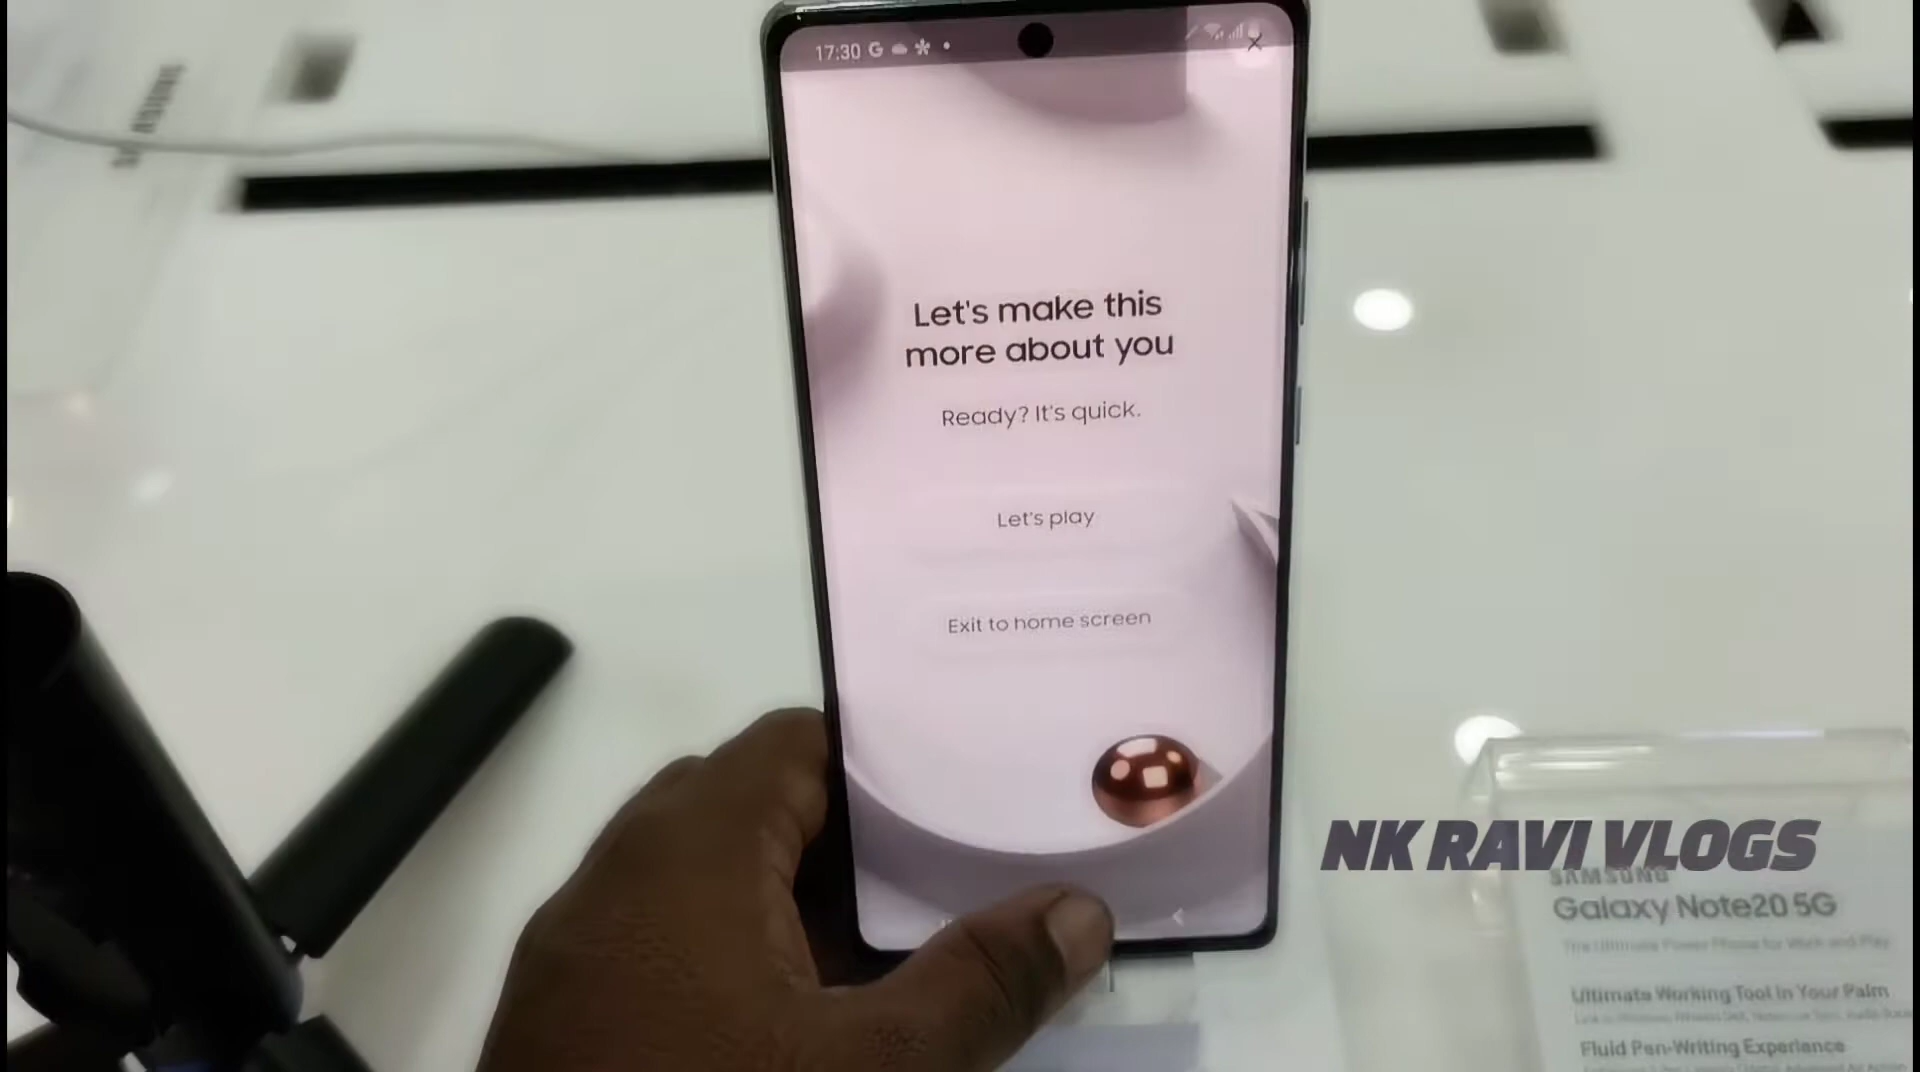 17:30 G
Let's make this
more about you
Ready? It's quick.
Let's play
Exit to home screen
NK RAVI VLOGS
SAMSUNG
Galaxy Note20 5G
The Ultimate Power Phone for Work and Play
Ultimate Working Tool in Your Palm
Fluid Pen-Writing Experience